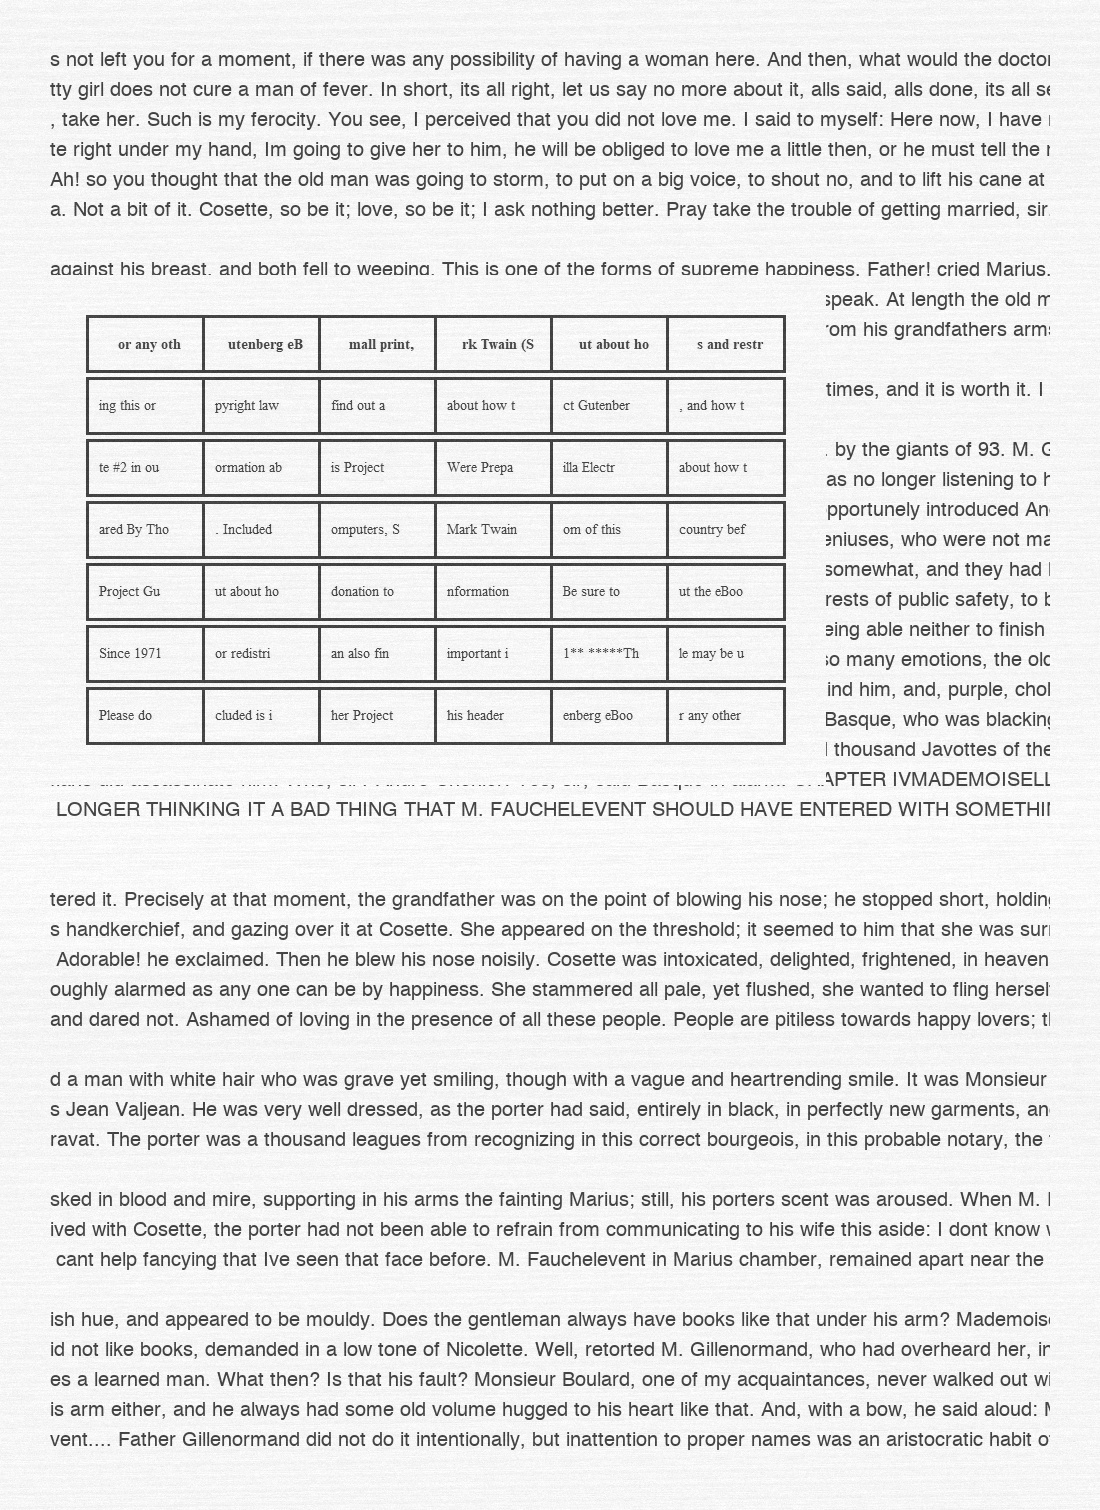 s not left you for a moment, if there was any possibility of having a woman here. And then, what would the doctor
tty girl does not cure a man of fever. In short, its all right, let us say no more about it, alls said, alls done, its all se
, take her. Such is my ferocity. You see, I perceived that you did not love me. I said to myself: Here now, I have
te right under my hand, Im going to give her to him, he will be obliged to love me a little then, or he must tell the
Ah! so you thought that the old man was going to storm, to put on a big voice, to shout no, and to lift his cane at
a. Not a bit of it. Cosette, so be it; love, so be it; I ask nothing better. Pray take the trouble of getting married, sir.
against his breast, and both fell to weeping. This is one of the forms of supreme happiness. Father! cried Marius.
speak. At length the old m
rom his grandfathers arms
times, and it is worth it. I
. by the giants of 93. M. G
as no longer listening to h
pportunely introduced An
eniuses, who were not ma
somewhat, and they had
rests of public safety, to b
eing able neither to finish
so many emotions, the old
ind him, and, purple, chol
Basque, who was blacking
thousand Javottes of the
or any oth utenberg eB mall print, rk Twain (S ut about ho s and restr
ing this or pyright law find out a about how t ct Gutenber , and how t
te #2 in ou ormation ab is Project Were Prepa illa Electr about how t
ared By Tho . Included omputers, S Mark Twain om of this country bef
Project Gu ut about ho donation to nformation Be sure to ut the eBoo
Since 1971 or redistri an also fin important i 1** *****Th le may be u
Please do cluded is i her Project his header enberg eBoo r any other
APTER IVMADEMOISELL
LONGER THINKING IT A BAD THING THAT M. FAUCHELEVENT SHOULD HAVE ENTERED WITH SOMETHI
tered it. Precisely at that moment, the grandfather was on the point of blowing his nose; he stopped short, holding
s handkerchief, and gazing over it at Cosette. She appeared on the threshold; it seemed to him that she was surr
Adorable! he exclaimed. Then he blew his nose noisily. Cosette was intoxicated, delighted, frightened, in heaven
oughly alarmed as any one can be by happiness. She stammered all pale, yet flushed, she wanted to fling hersel
and dared not. Ashamed of loving in the presence of all these people. People are pitiless towards happy lovers; t
d a man with white hair who was grave yet smiling, though with a vague and heartrending smile. It was Monsieur
s Jean Valjean. He was very well dressed, as the porter had said, entirely in black, in perfectly new garments, an
ravat. The porter was a thousand leagues from recognizing in this correct bourgeois, in this probable notary, the
sked in blood and mire, supporting in his arms the fainting Marius; still, his porters scent was aroused. When M.
ived with Cosette, the porter had not been able to refrain from communicating to his wife this aside: I dont know
cant help fancying that Ive seen that face before. M. Fauchelevent in Marius chamber, remained apart near the
ish hue, and appeared to be mouldy. Does the gentleman always have books like that under his arm? Mademoise
id not like books, demanded in a low tone of Nicolette. Well, retorted M. Gillenormand, who had overheard her, in
es a learned man. What then? Is that his fault? Monsieur Boulard, one of my acquaintances, never walked out wi
is arm either, and he always had some old volume hugged to his heart like that. And, with a bow, he said aloud:
vent.... Father Gillenormand did not do it intentionally, but inattention to proper names was an aristocratic habit o